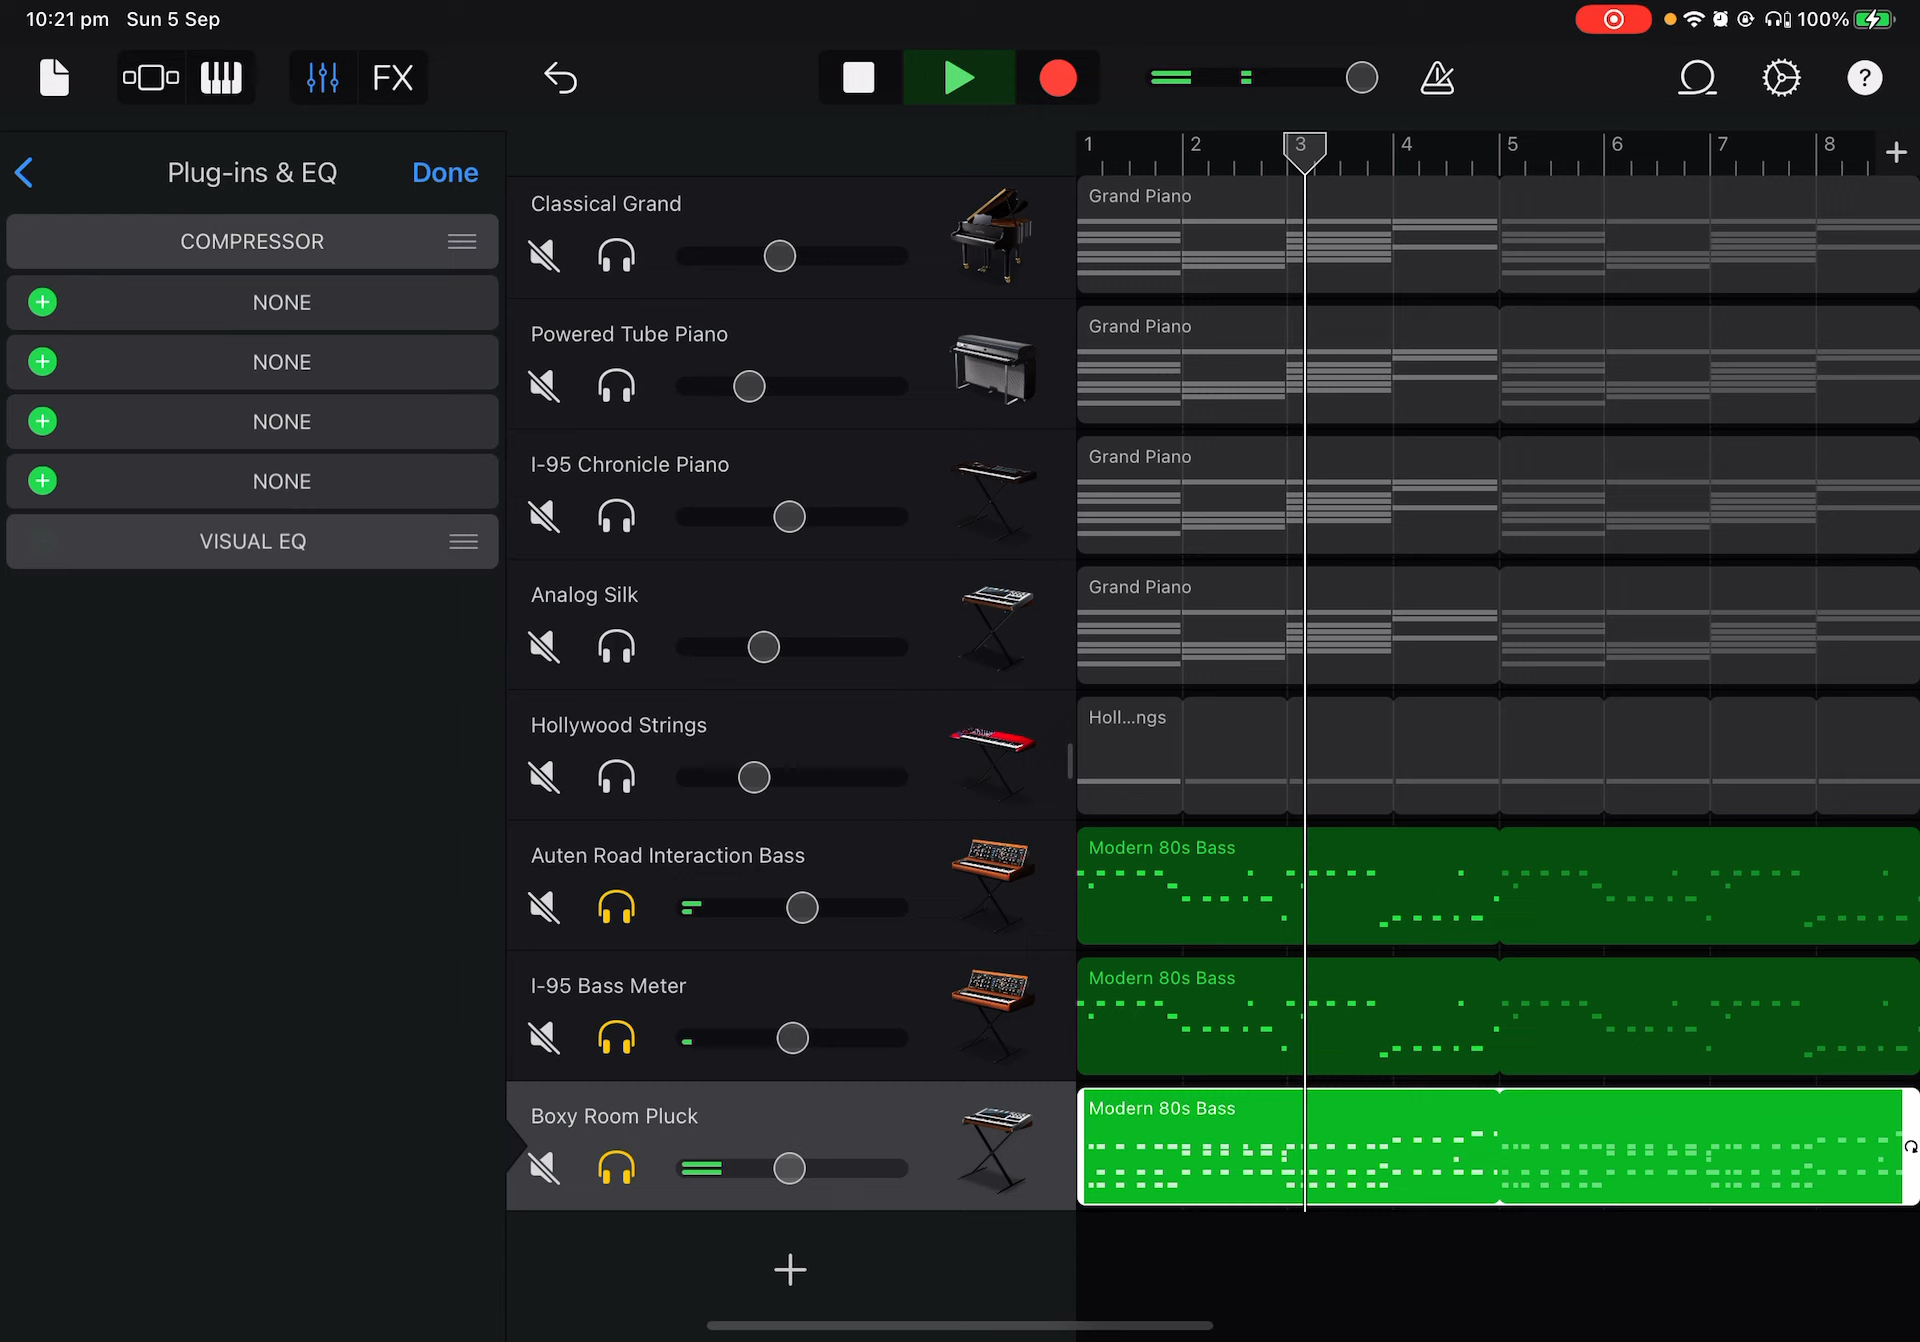 10:21 pm Sun 5 Sep
100%
FX
?
Plug-ins & EQ
Done
COMPRESSOR
NONE
NONE
NONE
NONE
VISUAL EQ
1 2 3 4 5 6 7 8
Classical Grand
Grand Piano
Powered Tube Piano
Grand Piano
I-95 Chronicle Piano
Grand Piano
Analog Silk
Grand Piano
Hollywood Strings
Holl...ngs
Auten Road Interaction Bass
Modern 80s Bass
I-95 Bass Meter
Modern 80s Bass
Boxy Room Pluck
Modern 80s Bass